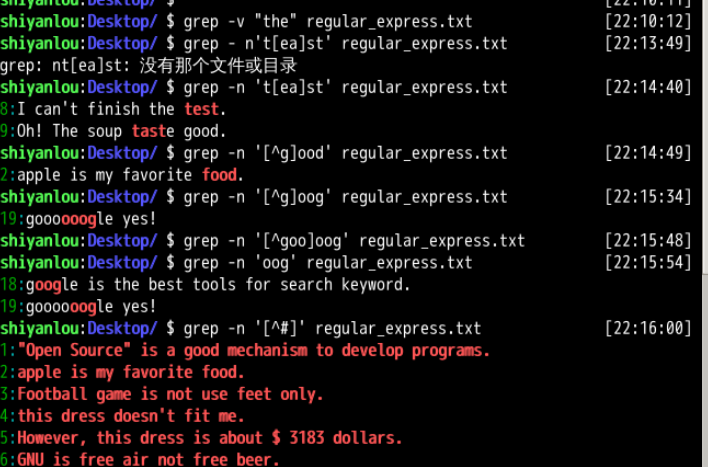 shiyanlou:Desktop/ $ [22:10:11]
shiyanlou:Desktop/ $ grep -v "the" regular_express.txt [22:10:12]
shiyanlou:Desktop/ $ grep - n't[ea]st' regular_express.txt [22:13:49]
grep: nt[ea]st: 没有那个文件或目录
shiyanlou:Desktop/ $ grep -n 't[ea]st' regular_express.txt [22:14:40]
8:I can't finish the test.
9:Oh! The soup taste good.
shiyanlou:Desktop/ $ grep -n '[^g]ood' regular_express.txt [22:14:49]
2:apple is my favorite food.
shiyanlou:Desktop/ $ grep -n '[^g]oog' regular_express.txt [22:15:34]
19:goooooogle yes!
shiyanlou:Desktop/ $ grep -n '[^goo]oog' regular_express.txt [22:15:48]
shiyanlou:Desktop/ $ grep -n 'oog' regular_express.txt [22:15:54]
18:google is the best tools for search keyword.
19:goooooogle yes!
shiyanlou:Desktop/ $ grep -n '[^#]' regular_express.txt [22:16:00]
1:"Open Source" is a good mechanism to develop programs.
2:apple is my favorite food.
3:Football game is not use feet only.
4:this dress doesn't fit me.
5:However, this dress is about $ 3183 dollars.
6:GNU is free air not free beer.